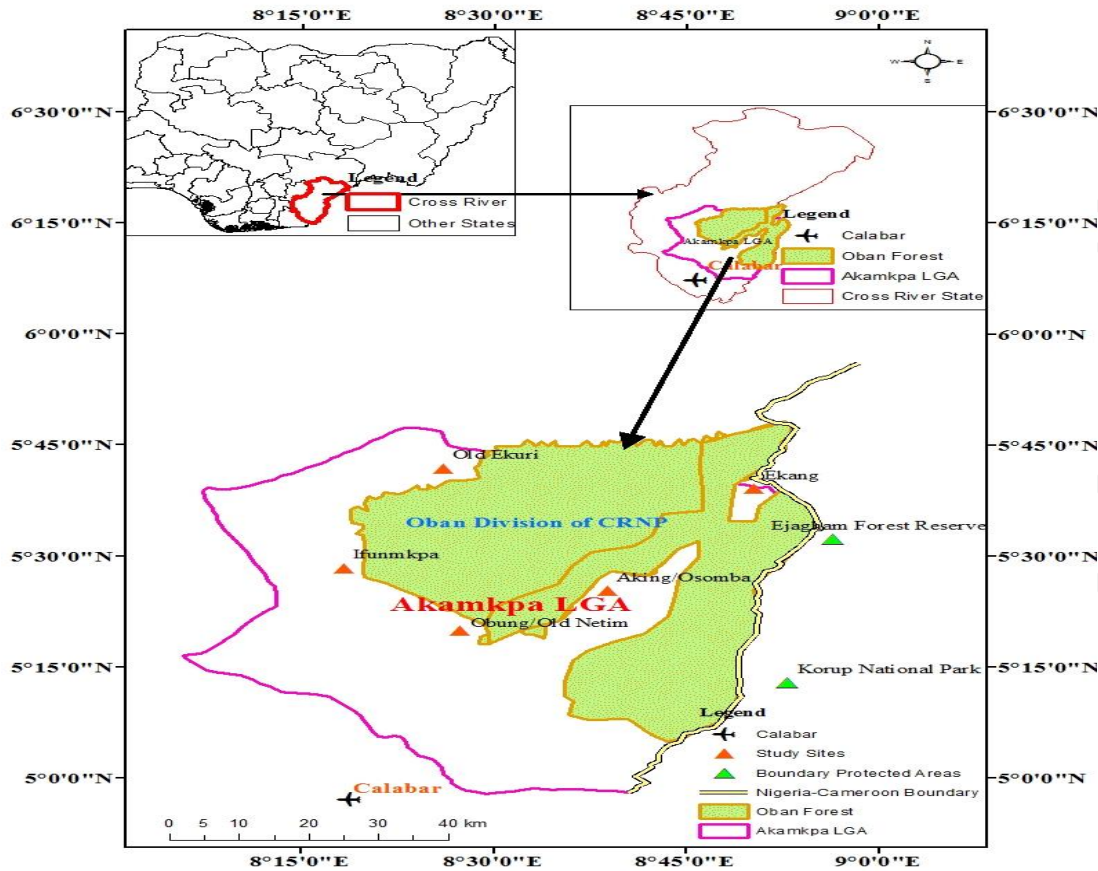 8°15'0"E 8°30'0"E 8°45'0"E 9°0'0"E
N
W E
S
6°30'0"N 6°30'0"N
Legend
Cross River
Other States
6°15'0"N 6°15'0"N
Legend
Calabar
Oban Forest
Akamkpa LGA
Cross River State
Akamkpa LGA
Calabar
6°0'0"N 6°0'0"N
5°45'0"N 5°45'0"N
Old Ekuri
Ekang
Oban Division of CRNP
Ejagham Forest Reserve
5°30'0"N 5°30'0"N
Ifunmkpa
Aking/Osomba
Akamkpa LGA
Obung/Old Netim
5°15'0"N 5°15'0"N
Korup National Park
Legend
Calabar
Study Sites
Boundary Protected Areas
Nigeria-Cameroon Boundary
Oban Forest
Akamkpa LGA
5°0'0"N 5°0'0"N
Calabar
0 5 10 20 30 40 km
8°15'0"E 8°30'0"E 8°45'0"E 9°0'0"E